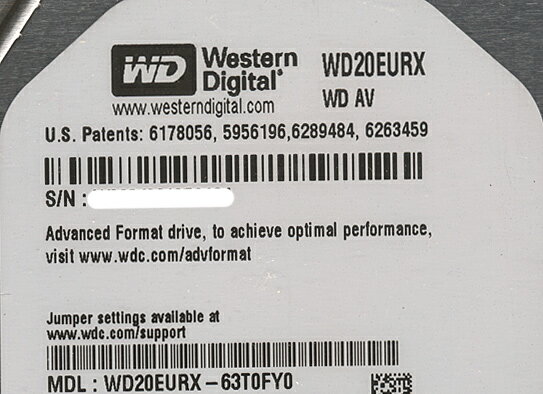 WD Western Digital WD20EURX
www.westerndigital.com WD AV
U.S. Patents: 6178056, 5956196,6289484, 6263459
S/N :
Advanced Format drive, to achieve optimal performance,
visit www.wdc.com/advformat
Jumper settings available at
www.wdc.com/support
MDL : WD20EURX – 63T0FY0